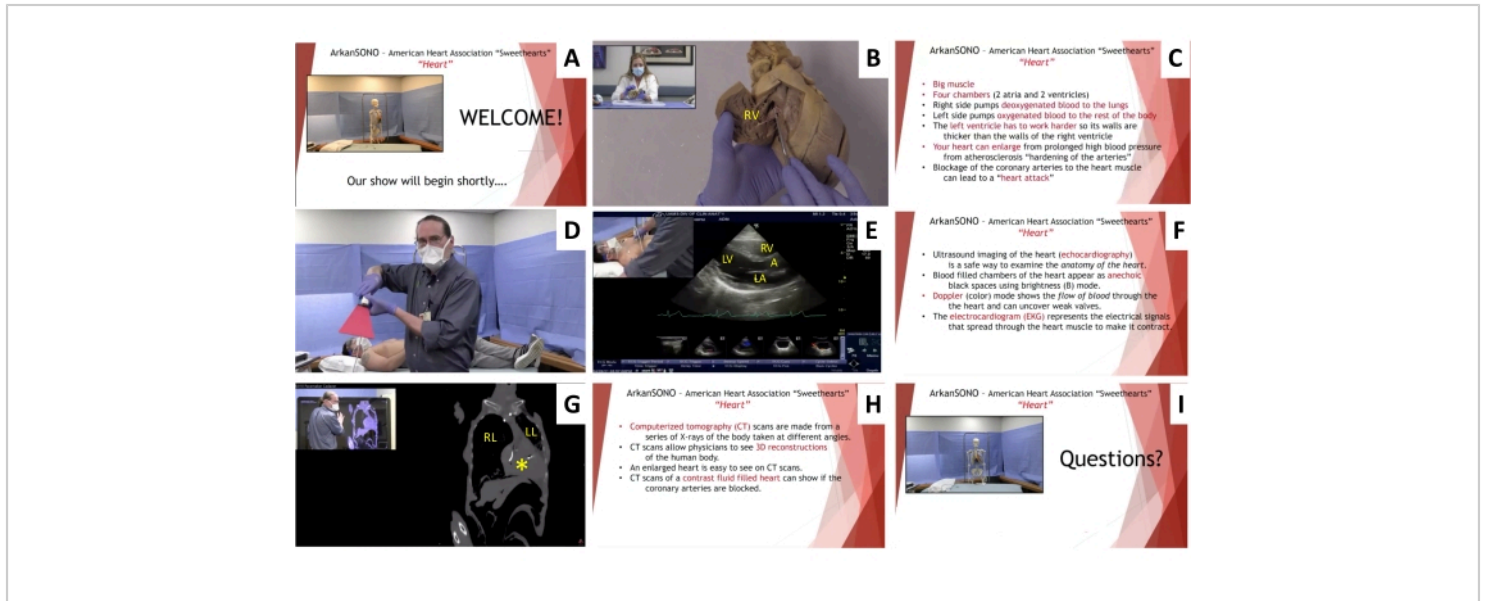 ArkanSONO – American Heart Association "Sweethearts"
"Heart"
A
WELCOME!
Our show will begin shortly....
B
RV
ArkanSONO – American Heart Association "Sweethearts"
"Heart"
C
• Big muscle
• Four chambers (2 atria and 2 ventricles)
• Right side pumps deoxygenated blood to the lungs
• Left side pumps oxygenated blood to the rest of the body
• The left ventricle has to work harder so its walls are
thicker than the walls of the right ventricle
• Your heart can enlarge from prolonged high blood pressure
from atherosclerosis "hardening of the arteries"
• Blockage of the coronary arteries to the heart muscle
can lead to a "heart attack"
D
E
RV
LV
A
LA
ArkanSONO – American Heart Association "Sweethearts"
"Heart"
F
• Ultrasound imaging of the heart (echocardiography)
is a safe way to examine the anatomy of the heart.
• Blood filled chambers of the heart appear as anechoic
black spaces using brightness (B) mode.
• Doppler (color) mode shows the flow of blood through the
the heart and can uncover weak valves.
• The electrocardiogram (EKG) represents the electrical signals
that spread through the heart muscle to make it contract.
G
RL
LL
*
ArkanSONO – American Heart Association "Sweethearts"
"Heart"
H
• Computerized tomography (CT) scans are made from a
series of X-rays of the body taken at different angles.
• CT scans allow physicians to see 3D reconstructions
of the human body.
• An enlarged heart is easy to see on CT scans.
• CT scans of a contrast fluid filled heart can show if the
coronary arteries are blocked.
ArkanSONO – American Heart Association "Sweethearts"
"Heart"
I
Questions?